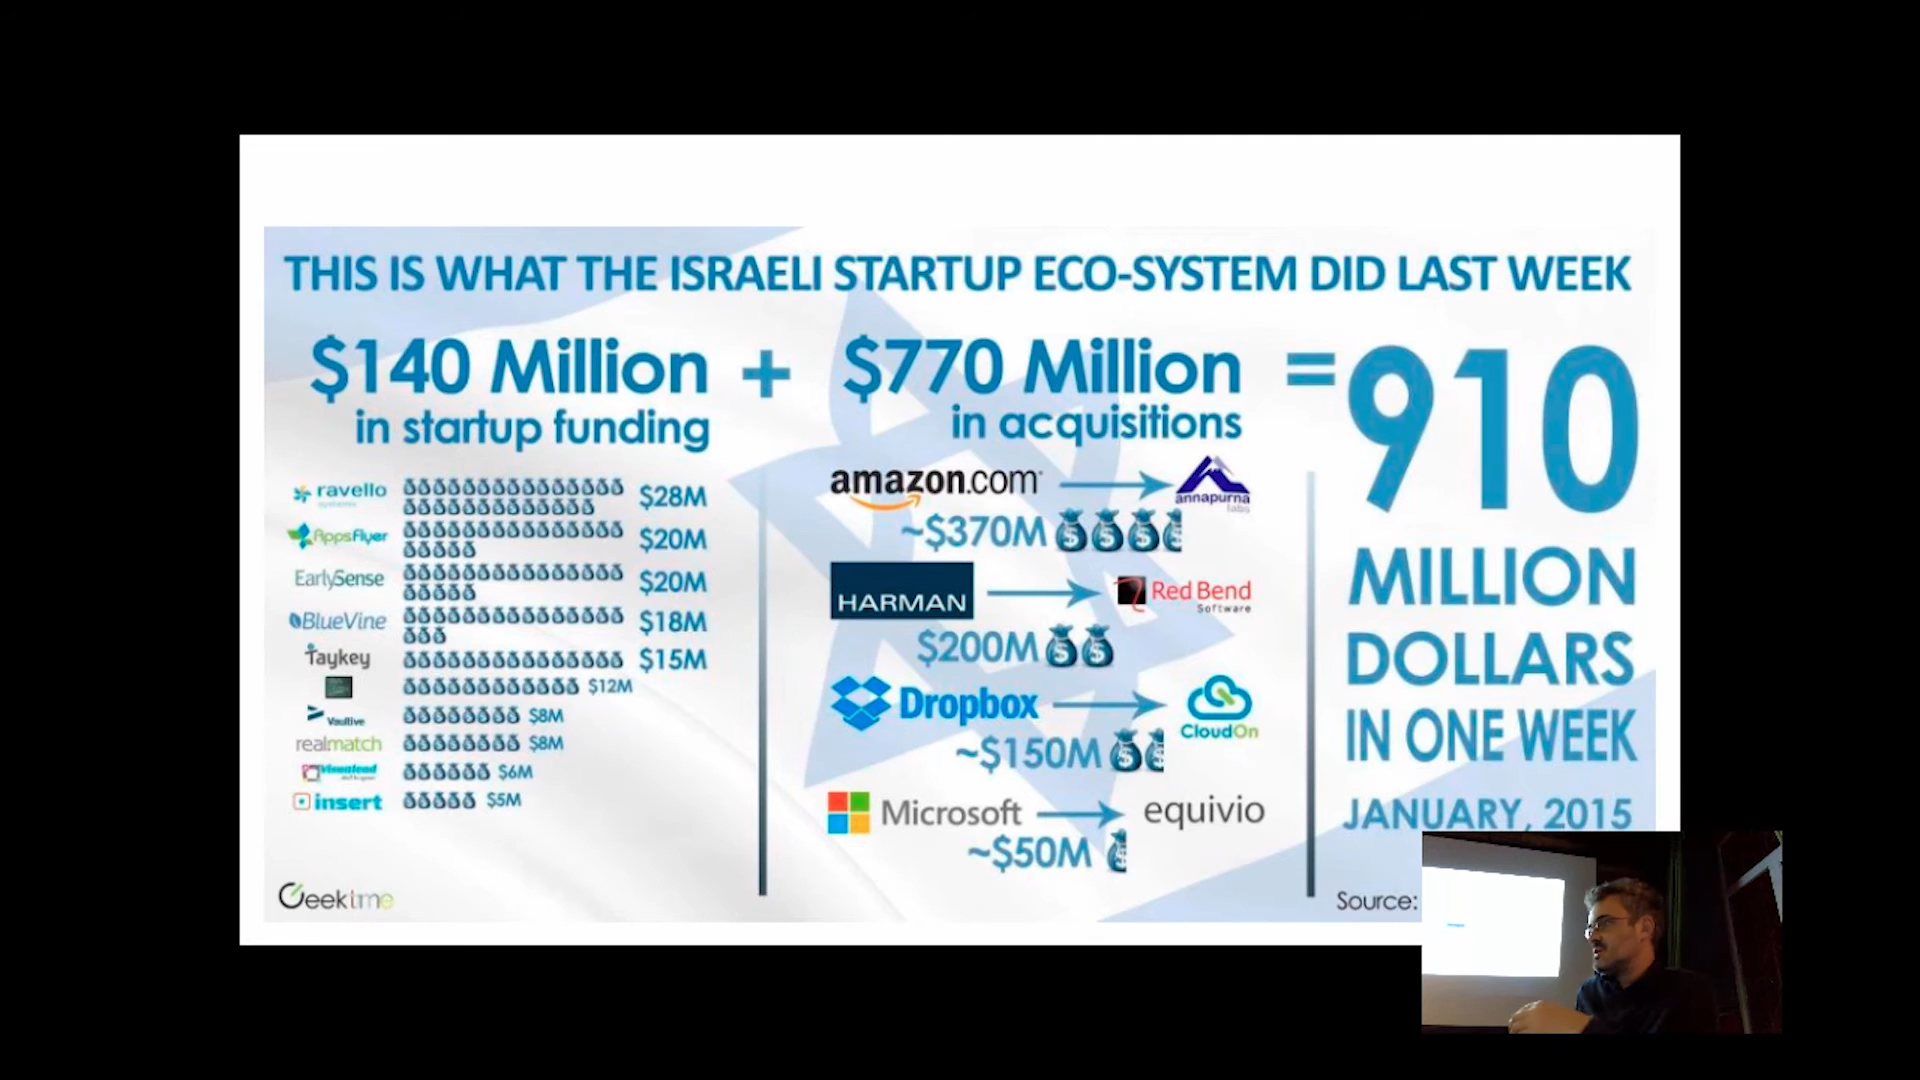 THIS IS WHAT THE ISRAELI STARTUP ECO-SYSTEM DID LAST WEEK
$140 Million + $770 Million = 910
in startup funding
in acquisitions
MILLION
DOLLARS
IN ONE WEEK
JANUARY, 2015
ravello
systems
$28M
AppsFlyer
$20M
EarlySense
$20M
BlueVine
$18M
Taykey
$15M
$12M
Vaultive
$8M
realmatch
$8M
Visualead
$6M
insert
$5M
amazon.com
annapurna
labs
~$370M
HARMAN
Red Bend
Software
$200M
Dropbox
CloudOn
~$150M
Microsoft
equivio
~$50M
Geektime
Source: